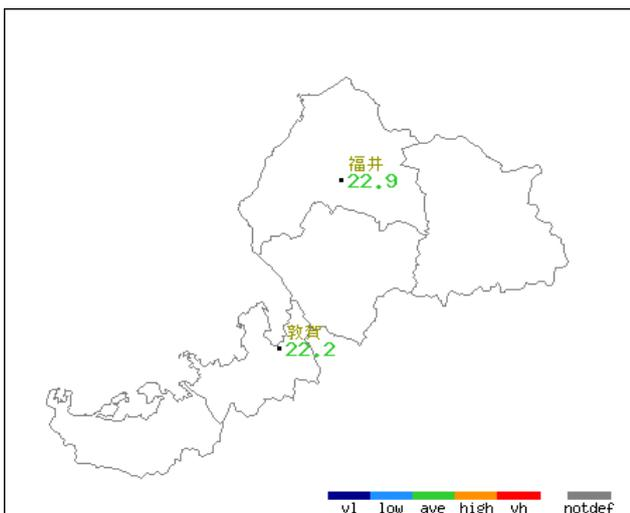 福井
22.9
敦賀
22.2
vl low ave high vh notdef